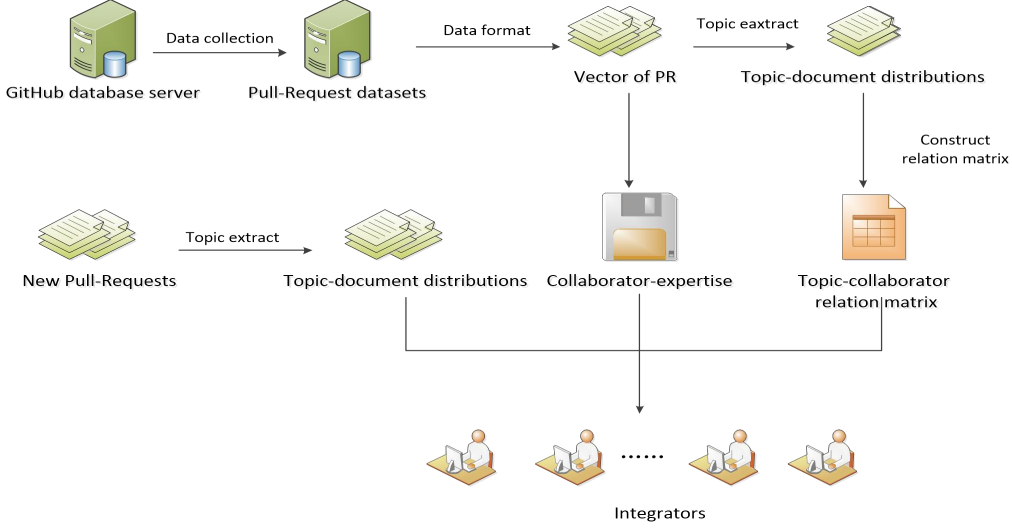 Data collection
Data format
Topic eaxtract
GitHub database server
Pull-Request datasets
Vector of PR
Topic-document distributions
Construct
relation matrix
Topic extract
New Pull-Requests
Topic-document distributions
Collaborator-expertise
Topic-collaborator
relation matrix
......
Integrators